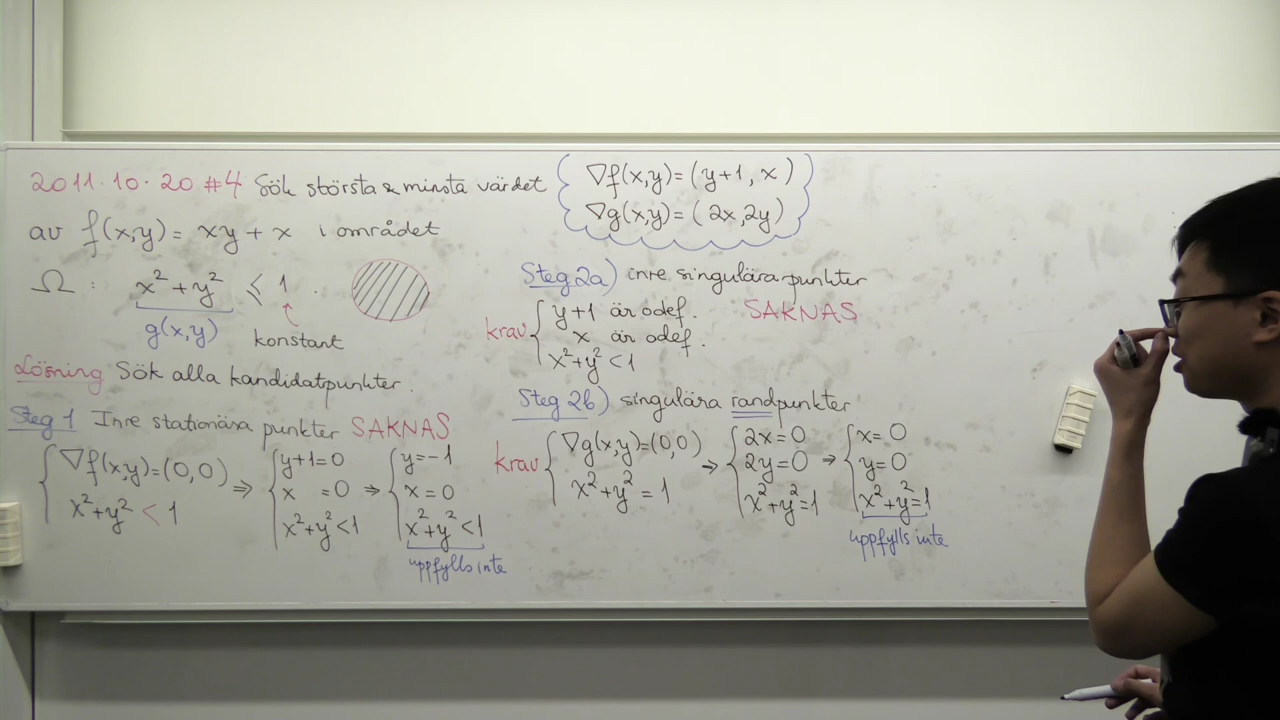 2011.10.20 #4 Sök största & minsta värdet
av f(x,y) = xy + x i området
Ω : x² + y² ≤ 1 .
g(x,y) konstant
Lösning Sök alla kandidatpunkter.
Steg 1 Inre stationära punkter SAKNAS
{ ∇f(x,y)=(0,0) ⇒ { y+1=0 ⇒ { y=-1
x²+y² < 1 x =0 x=0
x²+y²<1 x²+y²<1
uppfylls inte
∇f(x,y)=(y+1, x)
∇g(x,y)=(2x,2y)
Steg 2a) inre singulära punkter
krav { y+1 är odef. SAKNAS
x är odef.
x²+y² <1
Steg 2b) singulära randpunkter
krav { ∇g(x,y)=(0,0) ⇒ { 2x=0 ⇒ { x=0
x²+y² = 1 2y=0 y=0
x²+y²=1 x²+y²=1
uppfylls inte